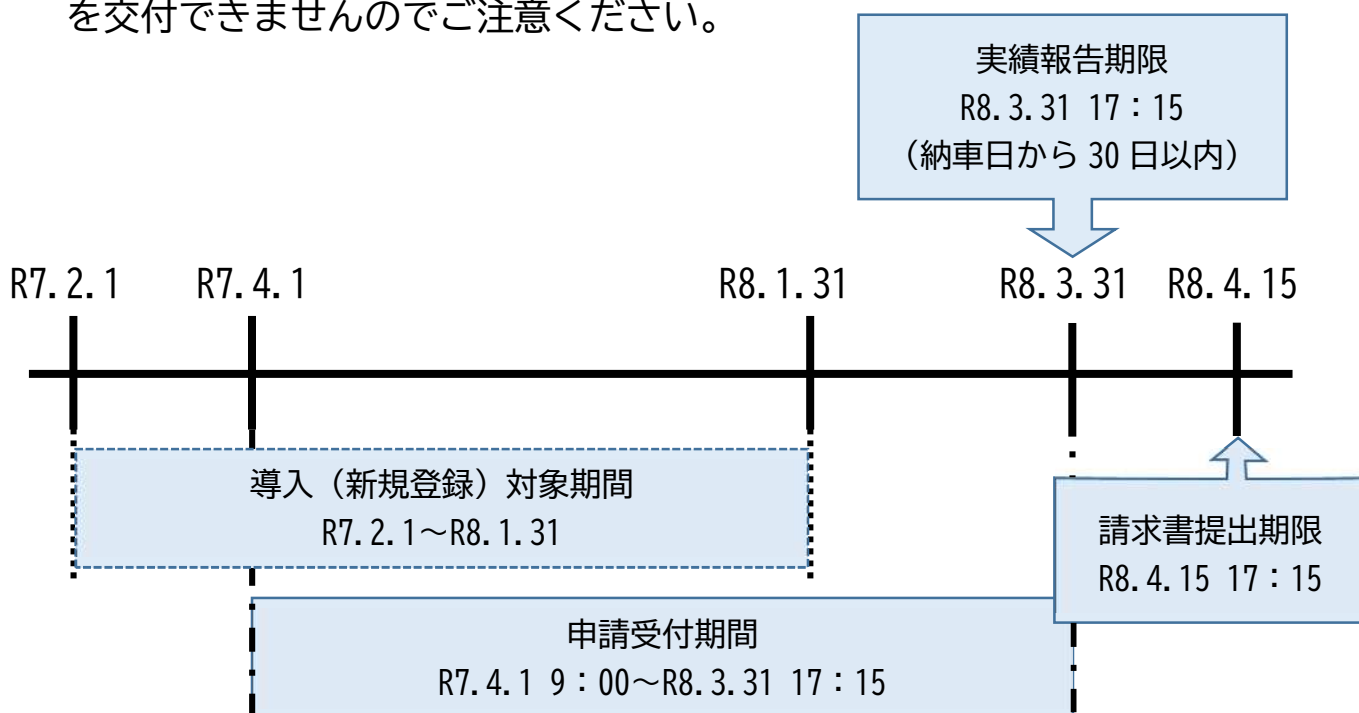 を交付できませんのでご注意ください。
実績報告期限
R8.3.31 17：15
（納車日から 30 日以内）
R7.2.1 R7.4.1 R8.1.31 R8.3.31 R8.4.15
導入（新規登録）対象期間
R7.2.1～R8.1.31
請求書提出期限
R8.4.15 17：15
申請受付期間
R7.4.1 9：00～R8.3.31 17：15